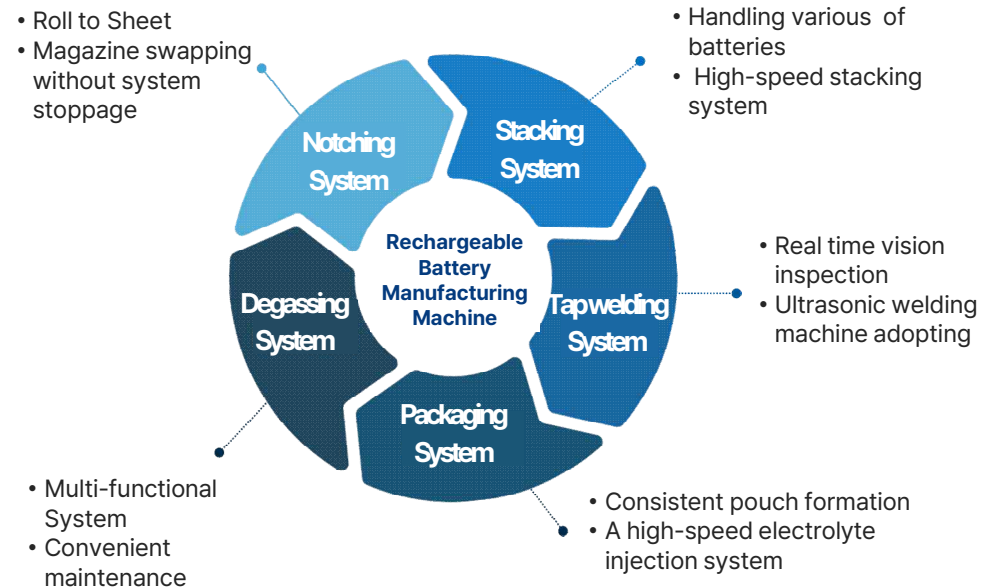 • Roll to Sheet
• Magazine swapping
without system
stoppage
• Handling various of
batteries
• High-speed stacking
system
Notching
System
Stacking
System
Rechargeable
Battery
Manufacturing
Machine
• Real time vision
inspection
• Ultrasonic welding
machine adopting
Degassing
System
Tap welding
System
Packaging
System
• Multi-functional
System
• Convenient
maintenance
• Consistent pouch formation
• A high-speed electrolyte
injection system